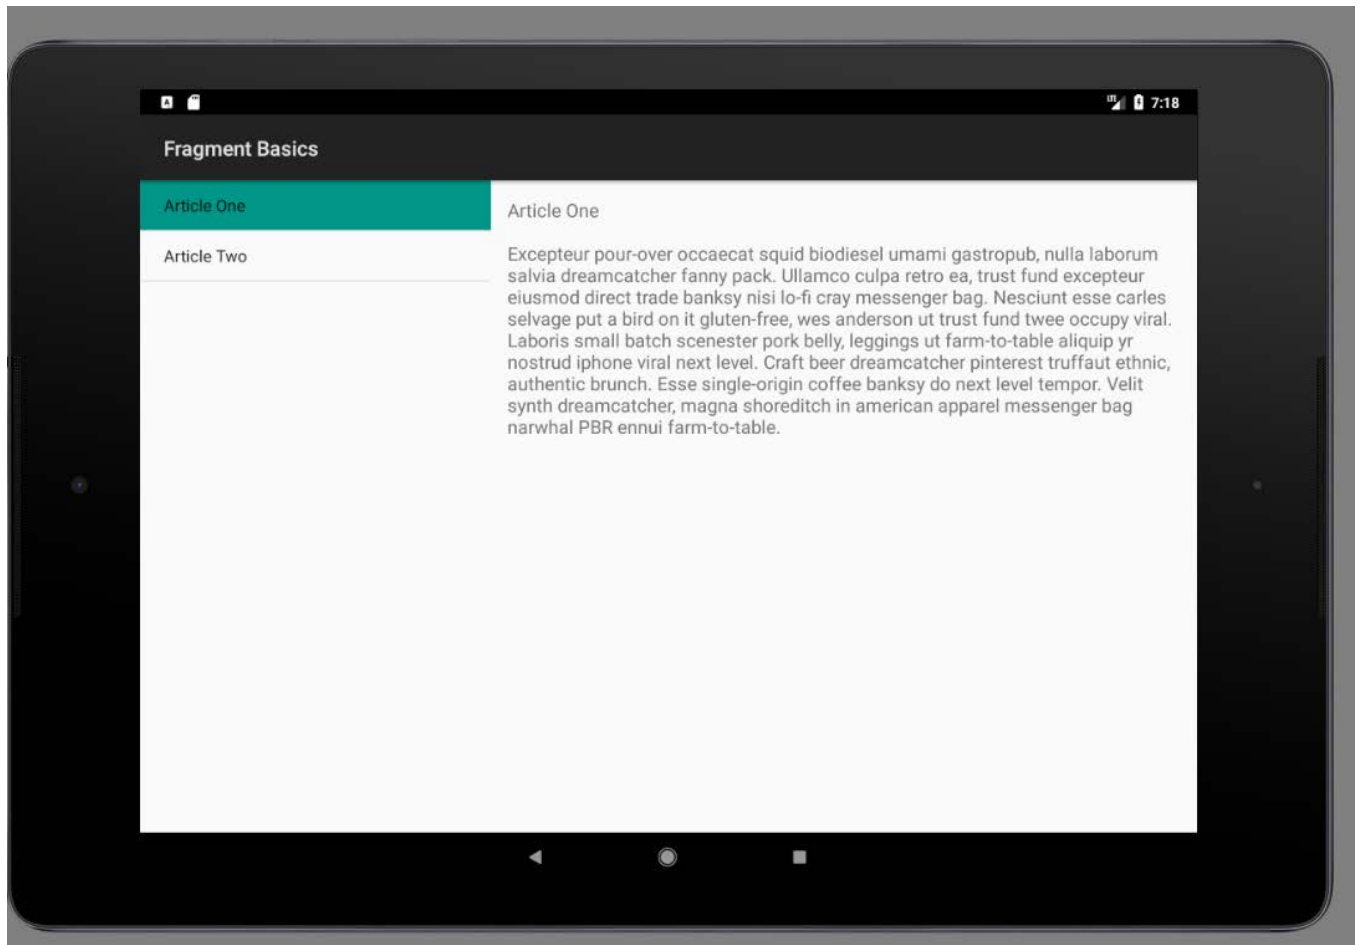 A
LTE 7:18
Fragment Basics
Article One
Article Two
Article One
Excepteur pour-over occaecat squid biodiesel umami gastropub, nulla laborum
salvia dreamcatcher fanny pack. Ullamco culpa retro ea, trust fund excepteur
eiusmod direct trade banksy nisi lo-fi cray messenger bag. Nesciunt esse carles
selvage put a bird on it gluten-free, wes anderson ut trust fund twee occupy viral.
Laboris small batch scenester pork belly, leggings ut farm-to-table aliquip yr
nostrud iphone viral next level. Craft beer dreamcatcher pinterest truffaut ethnic,
authentic brunch. Esse single-origin coffee banksy do next level tempor. Velit
synth dreamcatcher, magna shoreditch in american apparel messenger bag
narwhal PBR ennui farm-to-table.